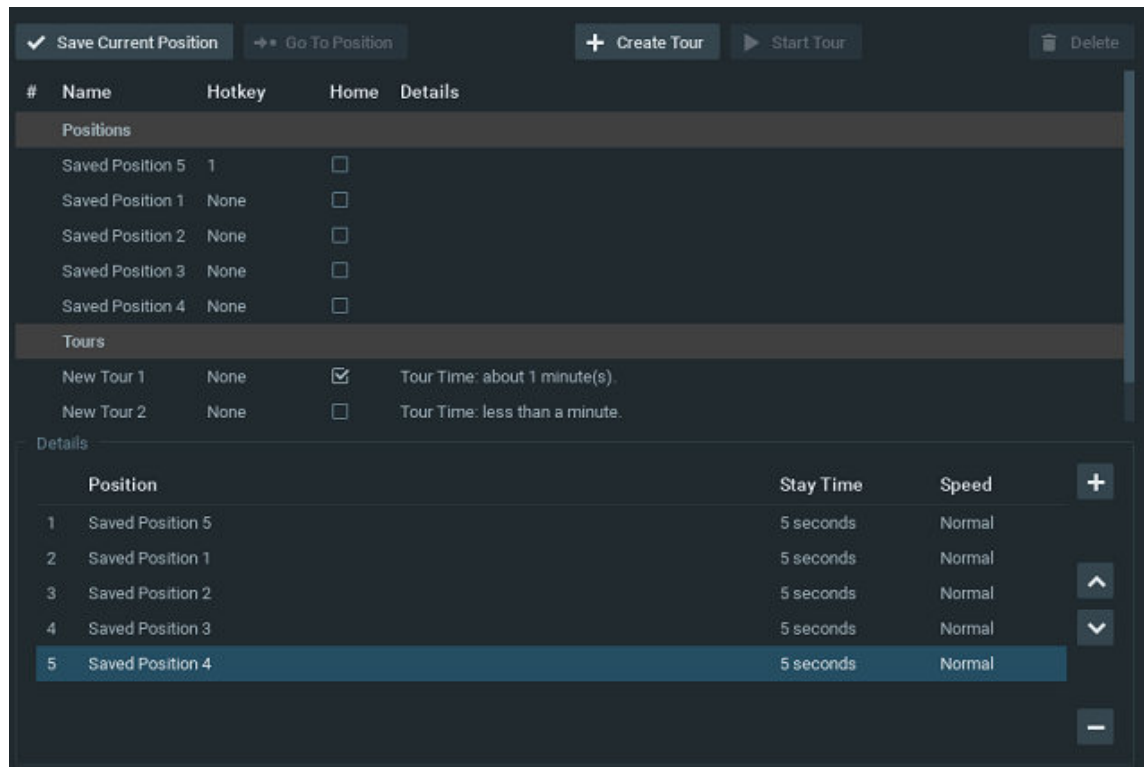 Save Current Position Go To Position Create Tour Start Tour Delete
# Name Hotkey Home Details
Positions
Saved Position 5 1
Saved Position 1 None
Saved Position 2 None
Saved Position 3 None
Saved Position 4 None
Tours
New Tour 1 None Tour Time: about 1 minute(s).
New Tour 2 None Tour Time: less than a minute.
Details
Position Stay Time Speed
1 Saved Position 5 5 seconds Normal
2 Saved Position 1 5 seconds Normal
3 Saved Position 2 5 seconds Normal
4 Saved Position 3 5 seconds Normal
5 Saved Position 4 5 seconds Normal